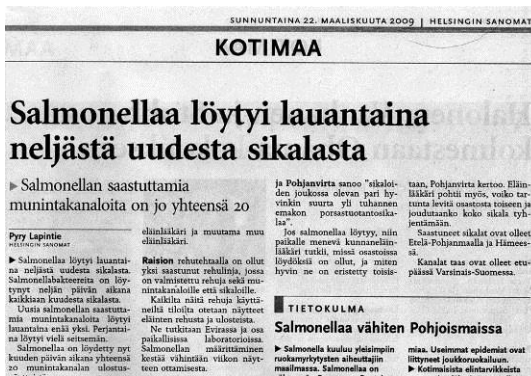 SUNNUNTAINA 22. MAALISKUUTA 2009 | HELSINGIN SANOMAT
KOTIMAA
Salmonellaa löytyi lauantaina
neljästä uudesta sikalasta
▶ Salmonellan saastuttamia
munintakanaloita on jo yhteensä 20
Pyry Lapintie
HELSINGIN SANOMAT
▶ Salmonellaa löytyi lauantai-
na neljästä uudesta sikalasta.
Salmonellabakteereita on löy-
tynyt neljän päivän aikana
kaikkiaan kuudesta sikalasta.
Uusia salmonellan saastutta-
mia munintakanaloita löytyi
lauantaina enää yksi. Perjantai-
na löytyi vielä seitsemän.
Salmonellaa on löydetty nyt
kuuden päivän aikana yhteensä
20 munintakanalan ulostus-
eläinlääkäri ja muutama muu
eläinlääkäri.
Raision rehutehtaalla on ollut
yksi saastunut rehulinja, jossa
on valmistettu rehuja sekä mu-
nintakanaloille että sikaloille.
Kaikilta näitä rehuja käyttä-
neiltä tiloilta otetaan näytteet
eläinten rehusta ja ulosteista.
Ne tutkitaan Evirassa ja osa
paikallisissa laboratorioissa.
Salmonellan määrittäminen
kestää vähintään viikon näyt-
teen ottamisesta.
ja Pohjanvirta sanoo "sikaloi-
den joukossa olevan pari hy-
vinkin suurta yli tuhannen
emakon porsastuotantosika-
laa".
Jos salmonellaa löytyy, niin
paikalle menevä kunnaneläin-
lääkäri tutkii, missä osastoissa
löydöksiä on ollut, ja miten
hyvin ne on eristetty toisis-
taan, Pohjanvirta kertoo. Eläin-
lääkäri pohtii myös, voiko tar-
tunta levitä osastosta toiseen ja
joudutaanko koko sikala tyh-
jentämään.
Saastuneet sikalat ovat olleet
Etelä-Pohjanmaalla ja Hämees-
sä.
Kanalat taas ovat olleet etu-
päässä Varsinais-Suomessa.
TIETOKULMA
Salmonellaa vähiten Pohjoismaissa
▶ Salmonella kuuluu yleisimpiin
ruokamyrkytysten aiheuttajiin
maailmassa. Salmonellaa on
miaa. Useimmat epidemiat ovat
liittyneet joukkoruokailuun.
▶ Kotimaisista elintarvikkeista